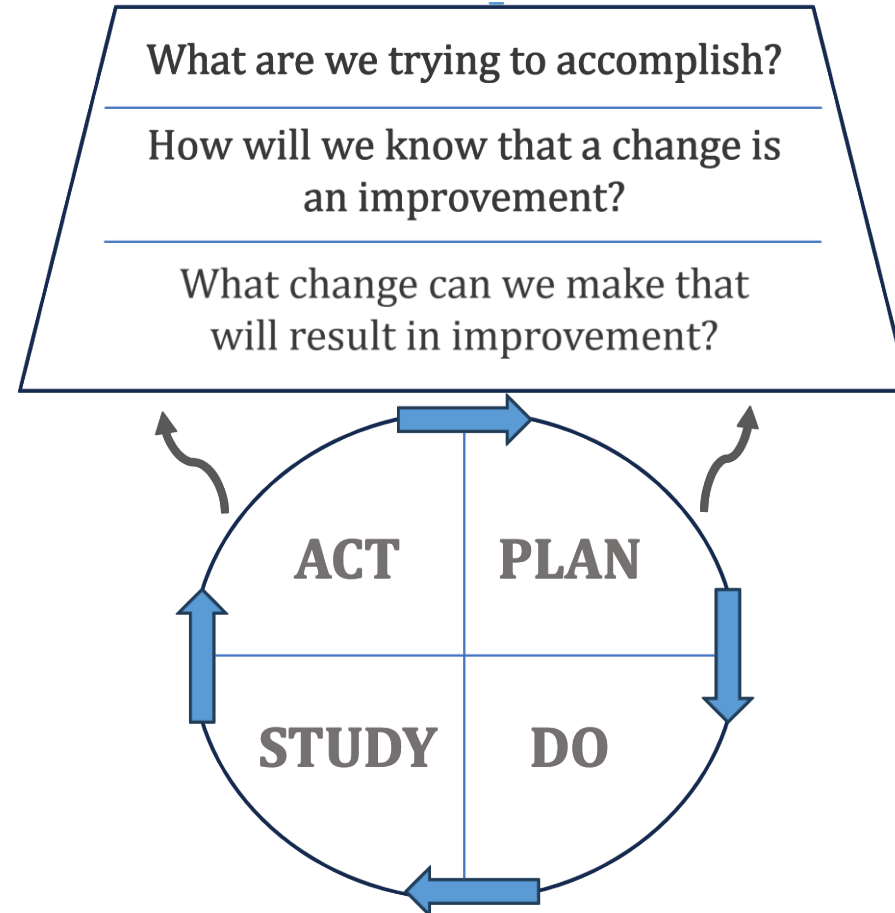 What are we trying to accomplish?
How will we know that a change is
an improvement?
What change can we make that
will result in improvement?
ACT PLAN
STUDY DO